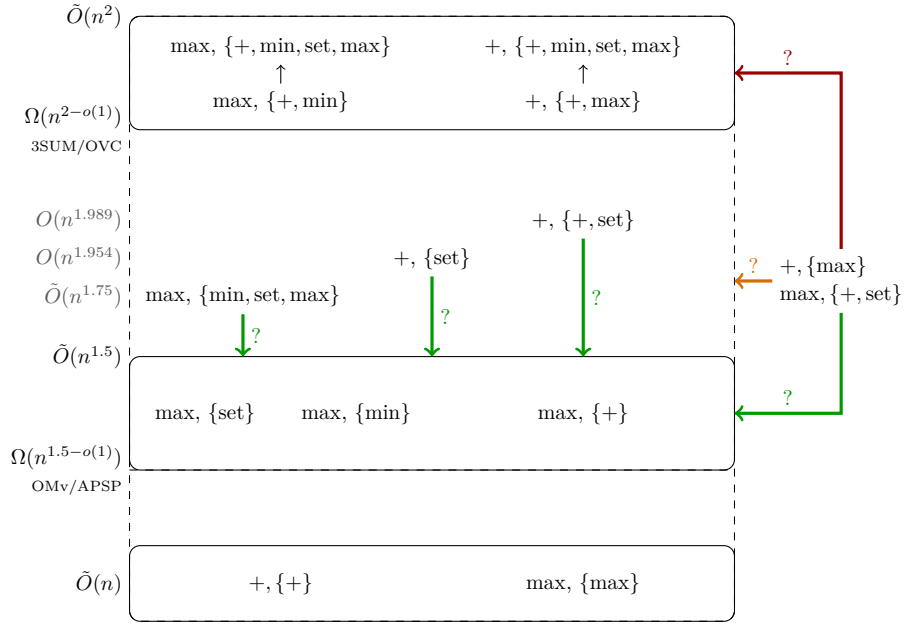 Õ(n²)
max, {+, min, set, max}
+, {+, min, set, max}
↑
↑
?
max, {+, min}
+, {+, max}
Ω(n^{2−o(1)})
3SUM/OVC
O(n^{1.989})
+, {+, set}
O(n^{1.954})
+, {set}
?
+, {max}
Õ(n^{1.75})
max, {min, set, max}
?
?
max, {+, set}
?
Õ(n^{1.5})
?
max, {set}
max, {min}
max, {+}
Ω(n^{1.5−o(1)})
OMv/APSP
Õ(n)
+, {+}
max, {max}